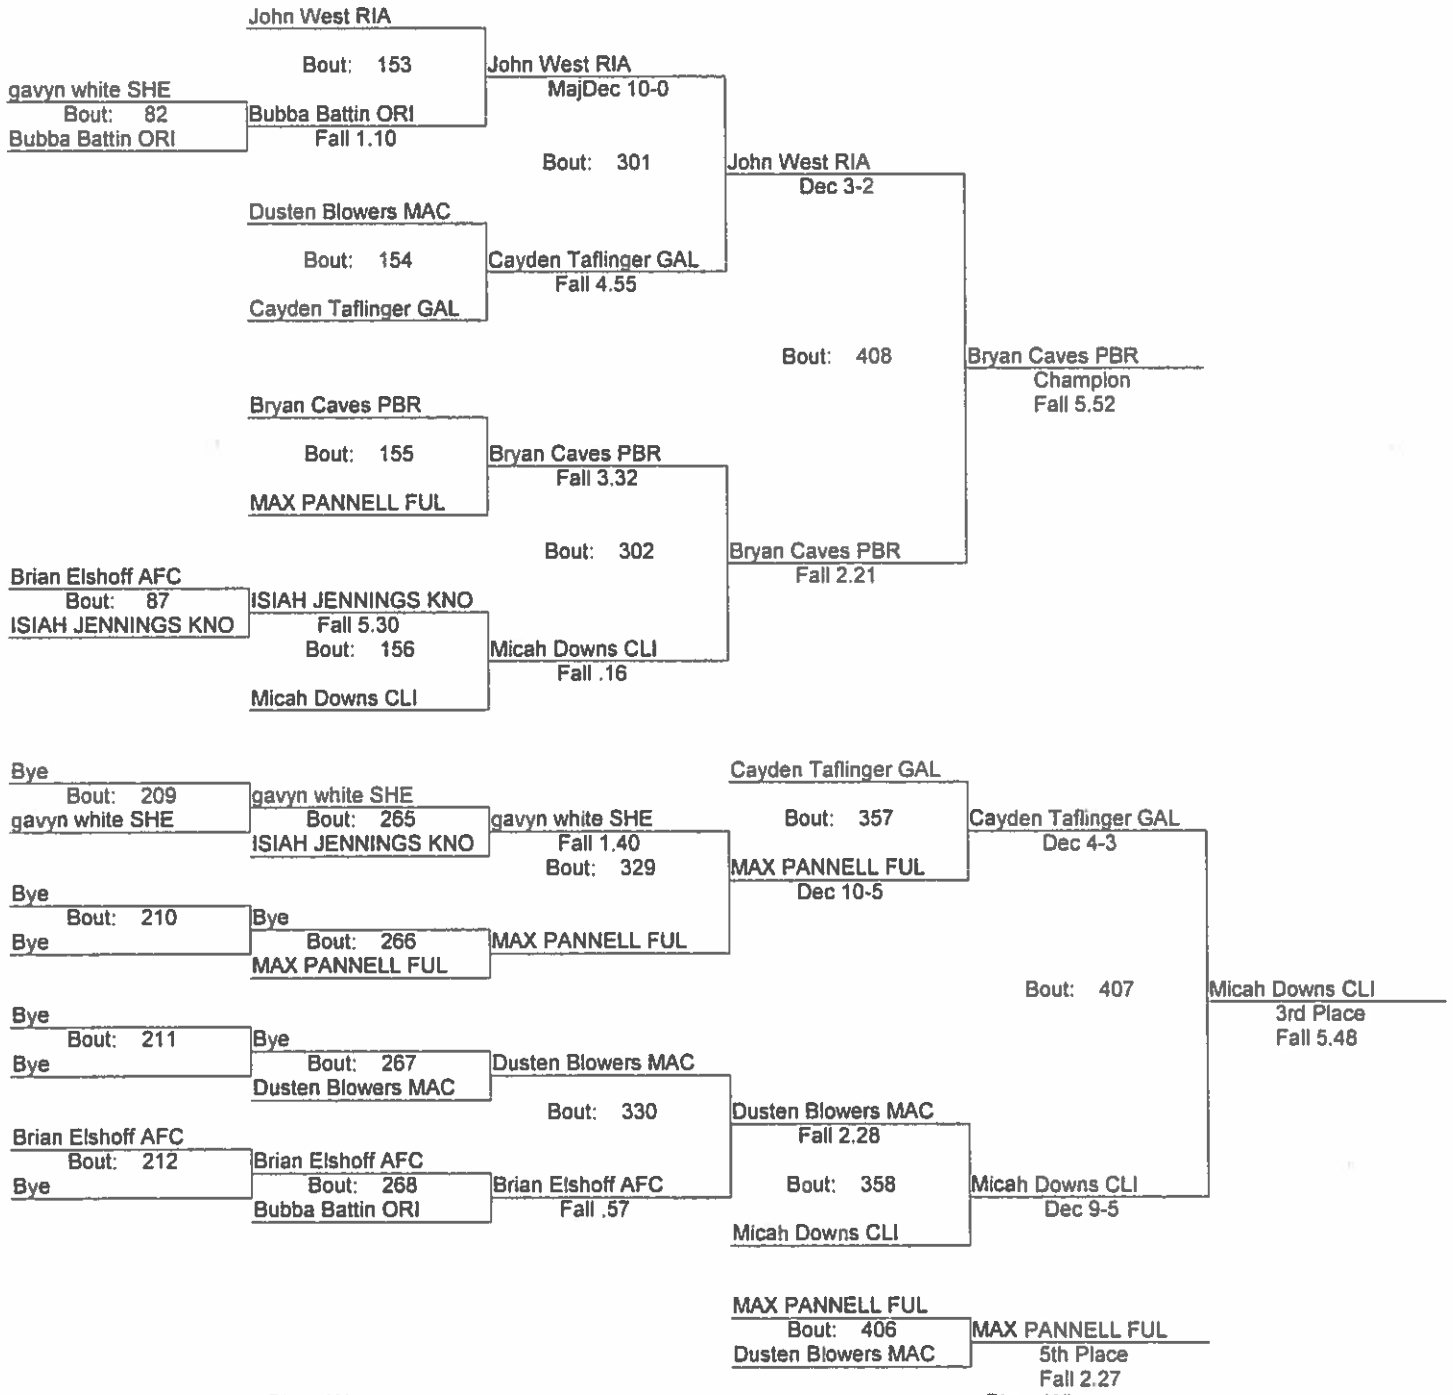 John West RIA
Bout: 153
John West RIA
gavyn white SHE
MajDec 10-0
Bout: 82
Bubba Battin ORI
Bubba Battin ORI
Fall 1.10
Bout: 301
John West RIA
Dec 3-2
Dusten Blowers MAC
Bout: 154
Cayden Taflinger GAL
Fall 4.55
Cayden Taflinger GAL
Bout: 408
Bryan Caves PBR
Champion
Fall 5.52
Bryan Caves PBR
Bout: 155
Bryan Caves PBR
Fall 3.32
MAX PANNELL FUL
Bout: 302
Bryan Caves PBR
Fall 2.21
Brian Elshoff AFC
Bout: 87
ISIAH JENNINGS KNO
ISIAH JENNINGS KNO
Fall 5.30
Bout: 156
Micah Downs CLI
Fall .16
Micah Downs CLI
Bye
Bout: 209
gavyn white SHE
gavyn white SHE
Bout: 265
ISIAH JENNINGS KNO
gavyn white SHE
Fall 1.40
Bout: 329
Cayden Taflinger GAL
Bout: 357
Cayden Taflinger GAL
Dec 4-3
MAX PANNELL FUL
Dec 10-5
Bye
Bout: 210
Bye
Bye
Bout: 266
MAX PANNELL FUL
MAX PANNELL FUL
Bout: 407
Micah Downs CLI
3rd Place
Fall 5.48
Bye
Bout: 211
Bye
Bye
Bout: 267
Dusten Blowers MAC
Dusten Blowers MAC
Bout: 330
Dusten Blowers MAC
Fall 2.28
Brian Elshoff AFC
Bout: 212
Bye
Brian Elshoff AFC
Bout: 268
Bubba Battin ORI
Brian Elshoff AFC
Fall .57
Bout: 358
Micah Downs CLI
Dec 9-5
Micah Downs CLI
MAX PANNELL FUL
Bout: 406
Dusten Blowers MAC
MAX PANNELL FUL
5th Place
Fall 2.27